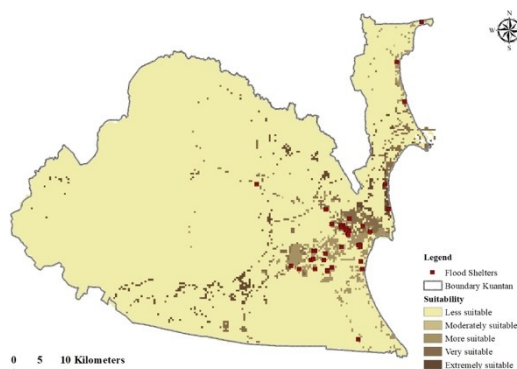 N
W
S
Legend
Flood Shelters
Boundary Kuantan
Suitability
Less suitable
Moderately suitable
More suitable
Very suitable
Extremely suitable
0 5 10 Kilometers